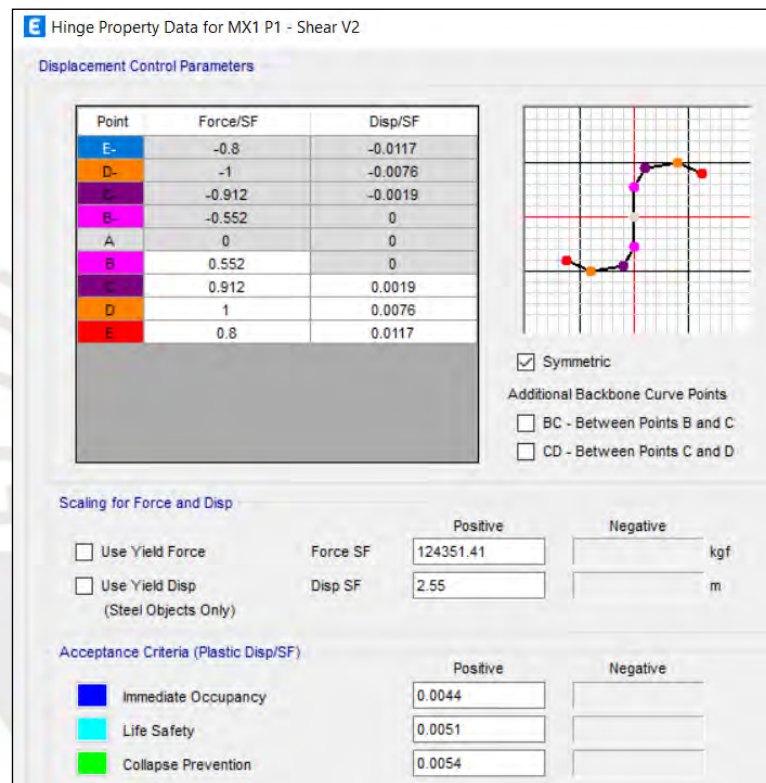 E Hinge Property Data for MX1 P1 - Shear V2
Displacement Control Parameters
Point Force/SF Disp/SF
E- -0.8 -0.0117
D- -1 -0.0076
C- -0.912 -0.0019
B- -0.552 0
A 0 0
B 0.552 0
C 0.912 0.0019
D 1 0.0076
E 0.8 0.0117
Symmetric
Additional Backbone Curve Points
BC - Between Points B and C
CD - Between Points C and D
Scaling for Force and Disp
Positive Negative
Use Yield Force Force SF 124351.41 kgf
Use Yield Disp Disp SF 2.55 m
(Steel Objects Only)
Acceptance Criteria (Plastic Disp/SF)
Positive Negative
Immediate Occupancy 0.0044
Life Safety 0.0051
Collapse Prevention 0.0054